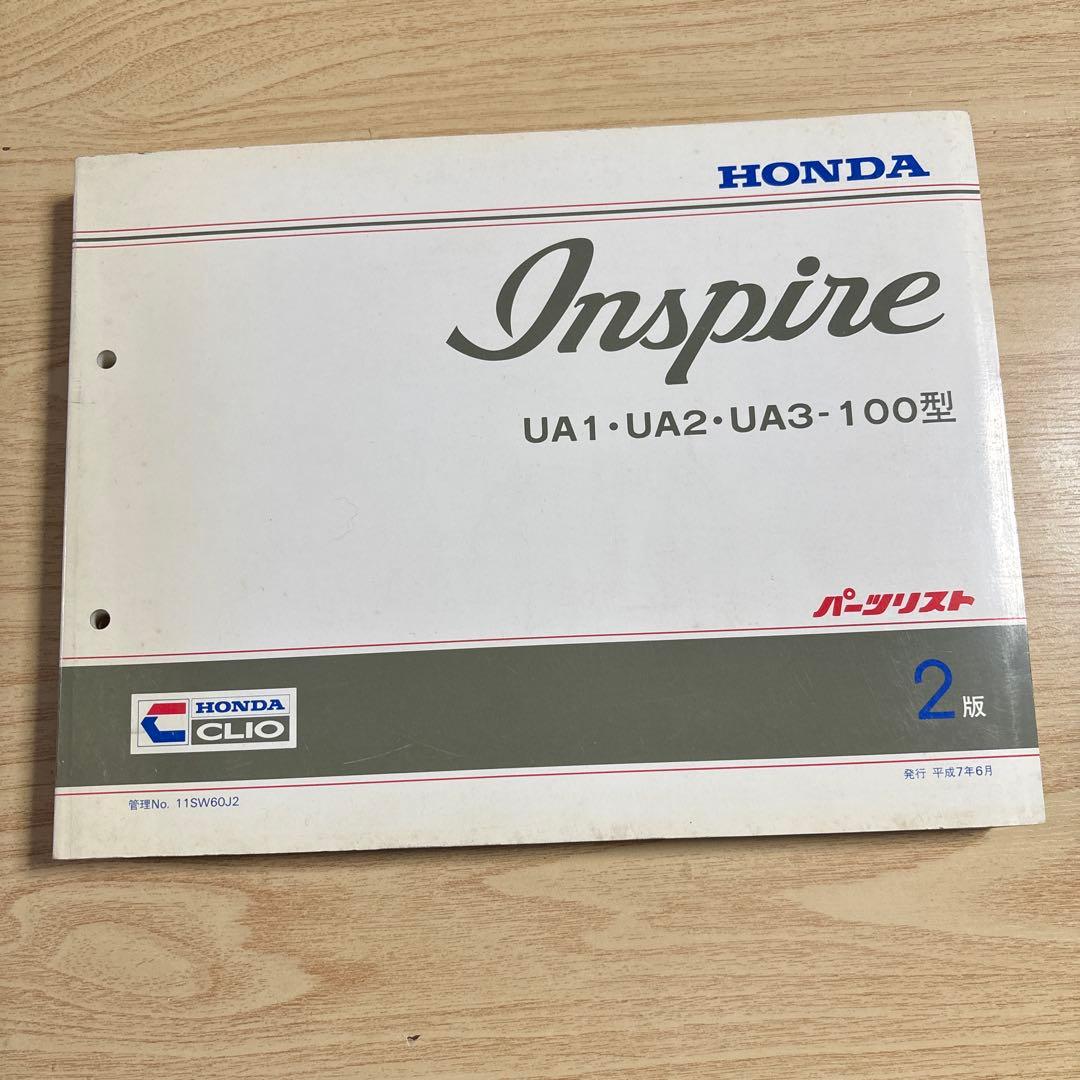 HONDA
Inspire
UA1・UA2・UA3-100型
パーツリスト
2版
HONDA
CLIO
発行 平成7年6月
管理No. 11SW60J2